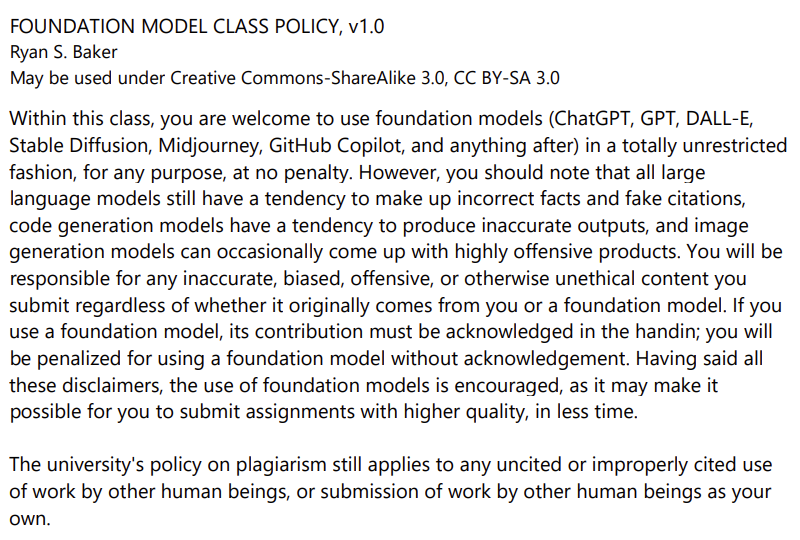 FOUNDATION MODEL CLASS POLICY, v1.0
Ryan S. Baker
May be used under Creative Commons-ShareAlike 3.0, CC BY-SA 3.0
Within this class, you are welcome to use foundation models (ChatGPT, GPT, DALL-E,
Stable Diffusion, Midjourney, GitHub Copilot, and anything after) in a totally unrestricted
fashion, for any purpose, at no penalty. However, you should note that all large
language models still have a tendency to make up incorrect facts and fake citations,
code generation models have a tendency to produce inaccurate outputs, and image
generation models can occasionally come up with highly offensive products. You will be
responsible for any inaccurate, biased, offensive, or otherwise unethical content you
submit regardless of whether it originally comes from you or a foundation model. If you
use a foundation model, its contribution must be acknowledged in the handin; you will
be penalized for using a foundation model without acknowledgement. Having said all
these disclaimers, the use of foundation models is encouraged, as it may make it
possible for you to submit assignments with higher quality, in less time.
The university's policy on plagiarism still applies to any uncited or improperly cited use
of work by other human beings, or submission of work by other human beings as your
own.